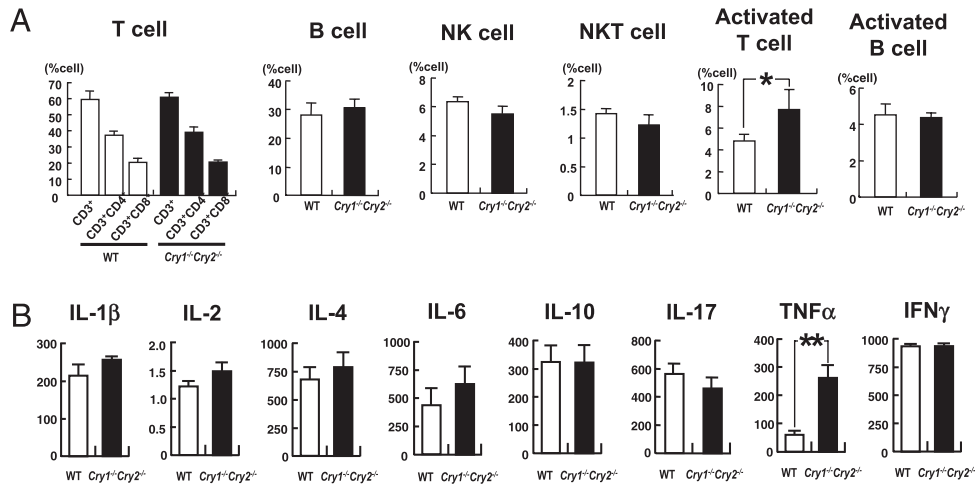 A
T cell
B cell
NK cell
NKT cell
Activated
T cell
Activated
B cell
(%cell)
70
60
50
40
30
20
10
0
CD3⁺
CD3⁺CD4⁺
CD3⁺CD8⁺
CD3⁺
CD3⁺CD4⁺
CD3⁺CD8⁺
WT
Cry1⁻/⁻Cry2⁻/⁻
(%cell)
40
30
20
10
0
WT
Cry1⁻/⁻Cry2⁻/⁻
(%cell)
8
6
4
2
0
WT
Cry1⁻/⁻Cry2⁻/⁻
(%cell)
2
1.5
1
0.5
0
WT
Cry1⁻/⁻Cry2⁻/⁻
(%cell)
*
10
8
6
4
2
0
WT
Cry1⁻/⁻Cry2⁻/⁻
(%cell)
6
4
2
0
WT
Cry1⁻/⁻Cry2⁻/⁻
B
IL-1β
IL-2
IL-4
IL-6
IL-10
IL-17
TNFα
IFNγ
300
200
100
0
WT
Cry1⁻/⁻Cry2⁻/⁻
2.0
1.5
1.0
0.5
0
WT
Cry1⁻/⁻Cry2⁻/⁻
1000
750
500
250
0
WT
Cry1⁻/⁻Cry2⁻/⁻
1000
750
500
250
0
WT
Cry1⁻/⁻Cry2⁻/⁻
500
400
300
200
100
0
WT
Cry1⁻/⁻Cry2⁻/⁻
800
600
400
200
0
WT
Cry1⁻/⁻Cry2⁻/⁻
**
400
300
200
100
0
WT
Cry1⁻/⁻Cry2⁻/⁻
1000
750
500
250
0
WT
Cry1⁻/⁻Cry2⁻/⁻